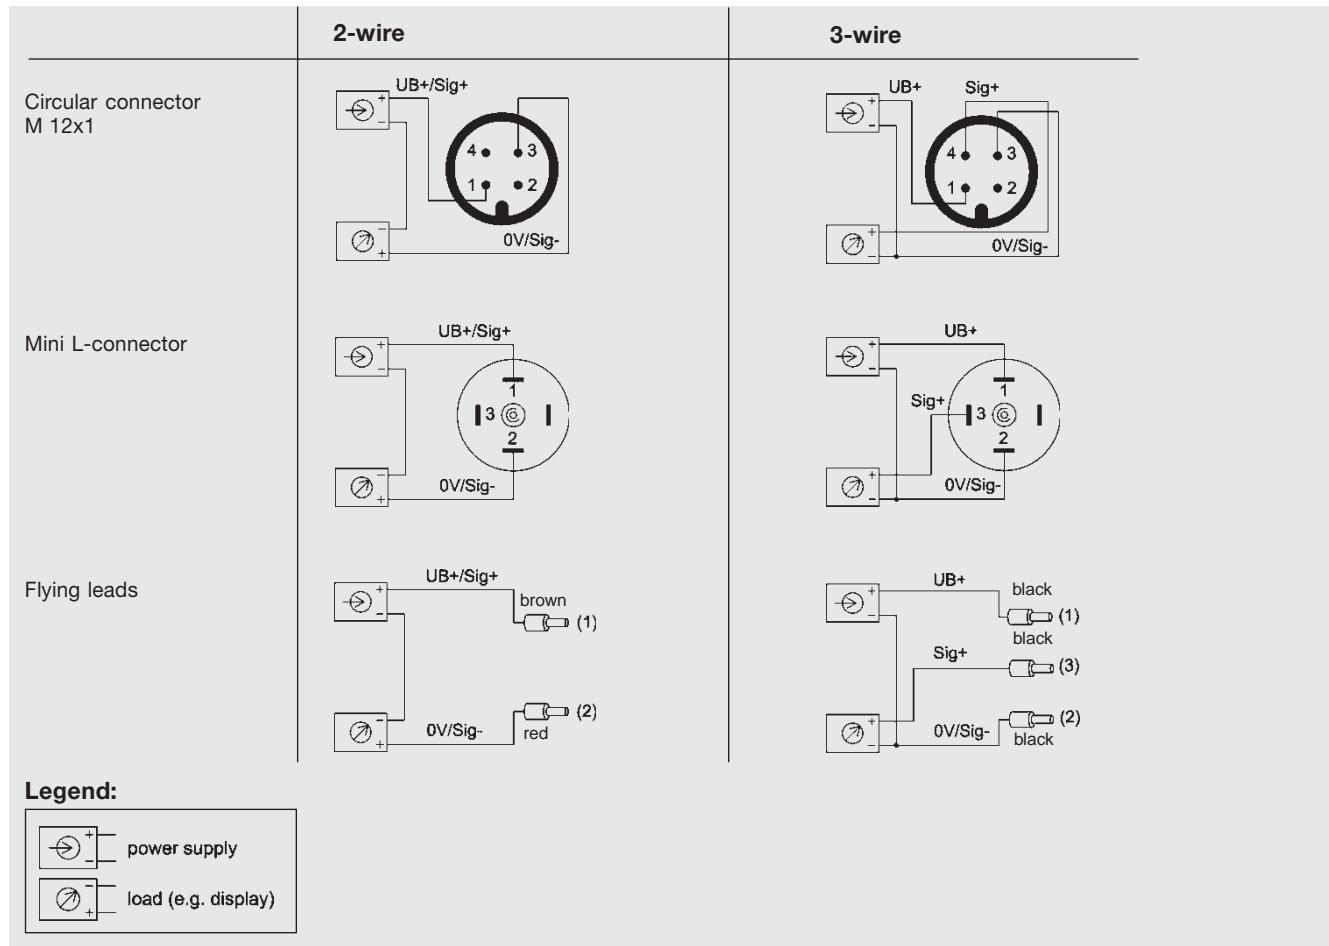 2-wire
3-wire
Circular connector
M 12x1
UB+/Sig+
+
-
4
3
1
2
-
+
0V/Sig-
UB+
Sig+
+
-
4
3
1
2
+
-
0V/Sig-
Mini L-connector
UB+/Sig+
+
-
1
3
2
-
+
0V/Sig-
UB+
+
-
Sig+
1
3
2
+
-
0V/Sig-
Flying leads
UB+/Sig+
+
-
brown
(1)
-
+
0V/Sig-
(2)
red
UB+
+
-
black
(1)
black
Sig+
(3)
+
-
0V/Sig-
(2)
black
Legend:
+
-
power supply
-
+
load (e.g. display)